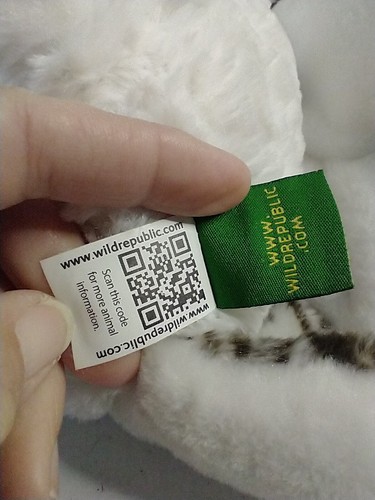 www.wildrepublic.com
Scan this code
for more animal
information.
www.wildrepublic.com
WWW.
WILDREPUBLIC
.COM